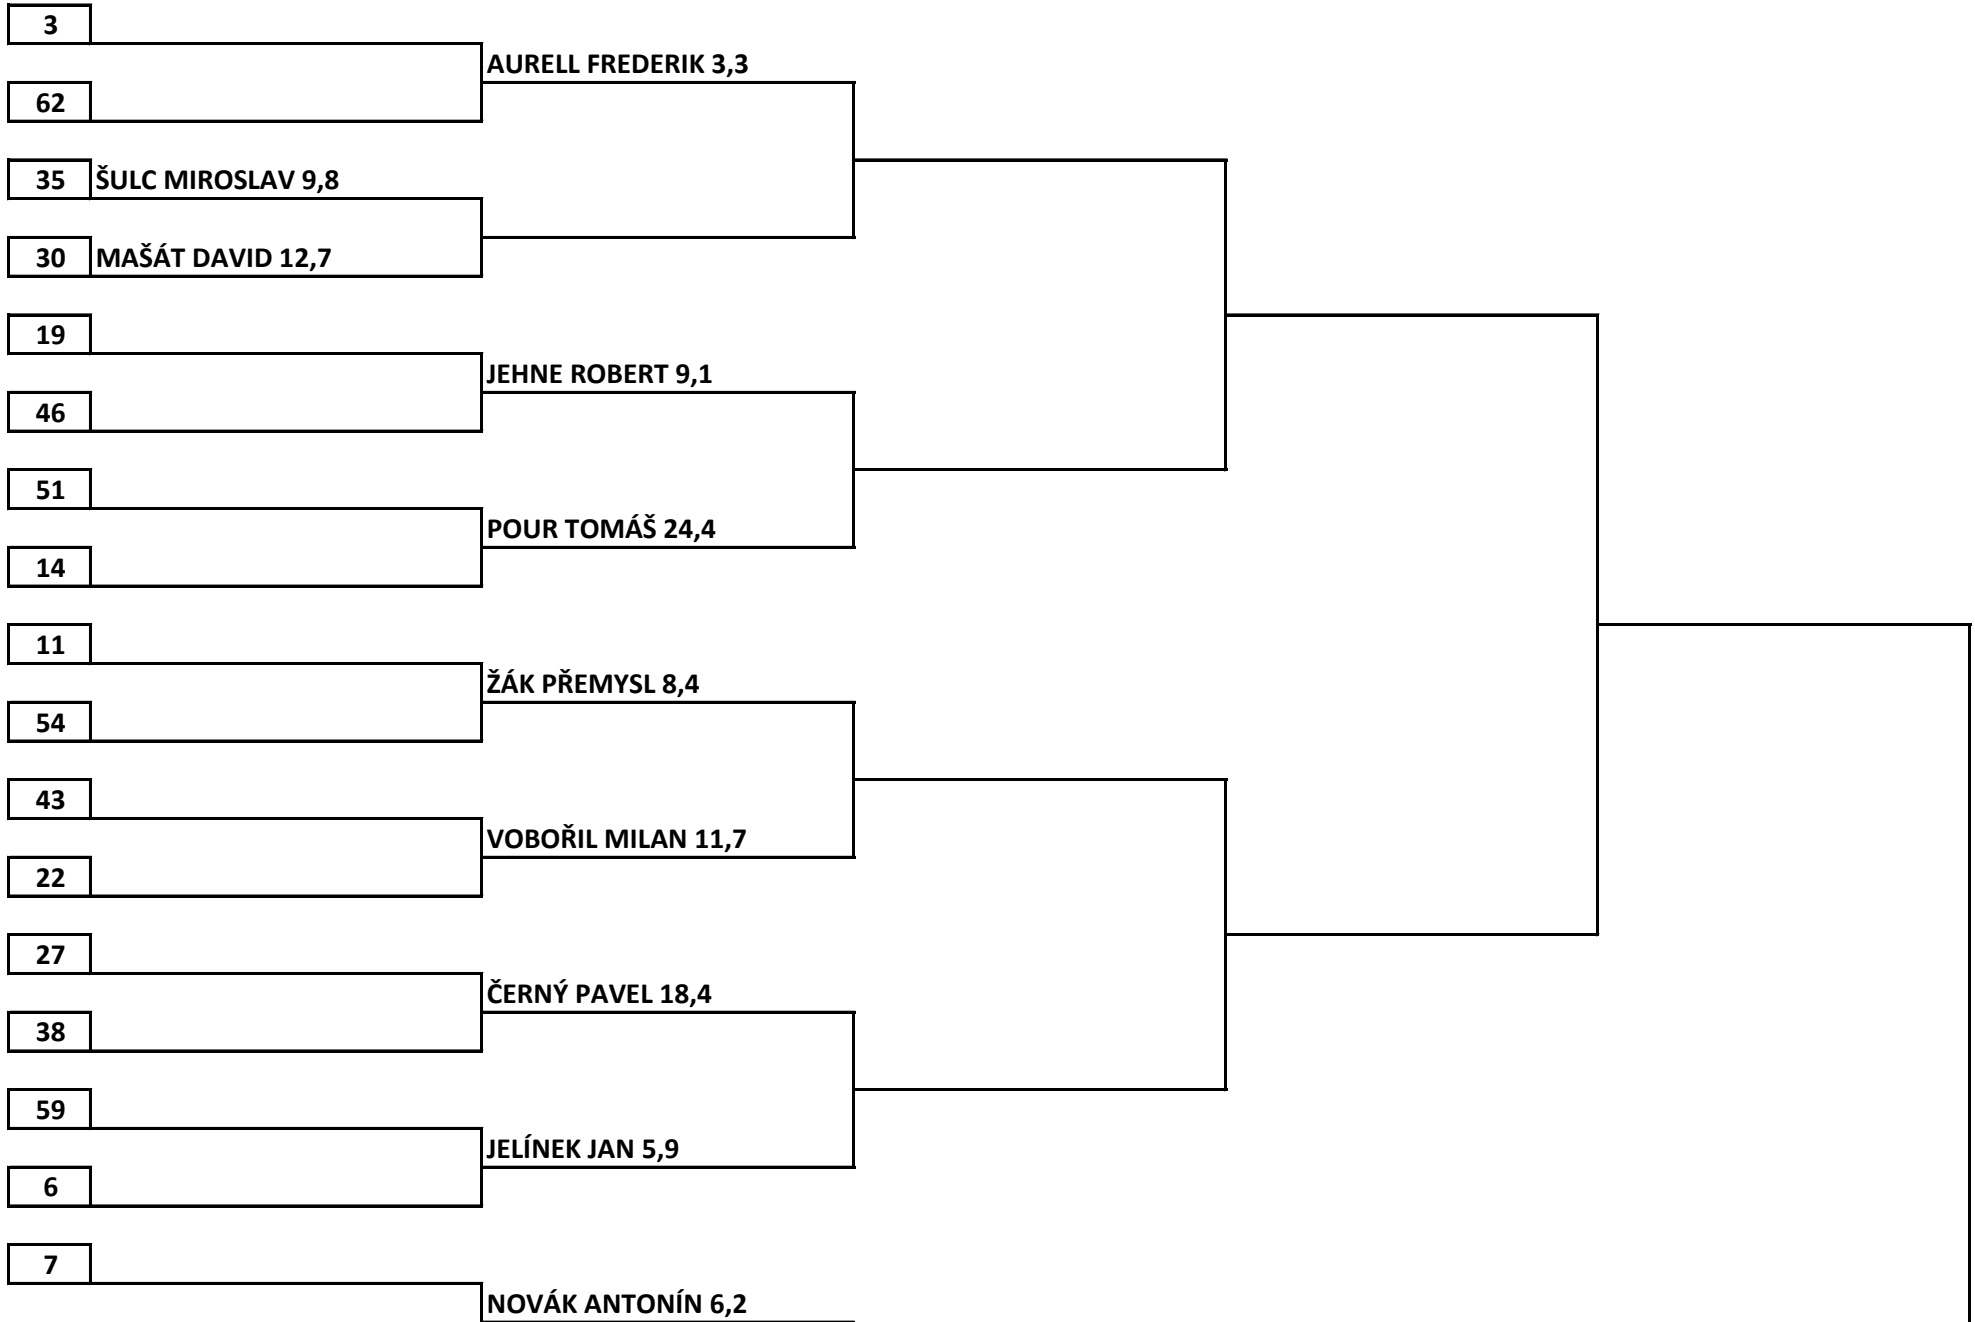 3
AURELL FREDERIK 3,3
62
35 ŠULC MIROSLAV 9,8
30 MAŠÁT DAVID 12,7
19
JEHNE ROBERT 9,1
46
51
POUR TOMÁŠ 24,4
14
11
ŽÁK PŘEMYSL 8,4
54
43
VOBOŘIL MILAN 11,7
22
27
ČERNÝ PAVEL 18,4
38
59
JELÍNEK JAN 5,9
6
7
NOVÁK ANTONÍN 6,2